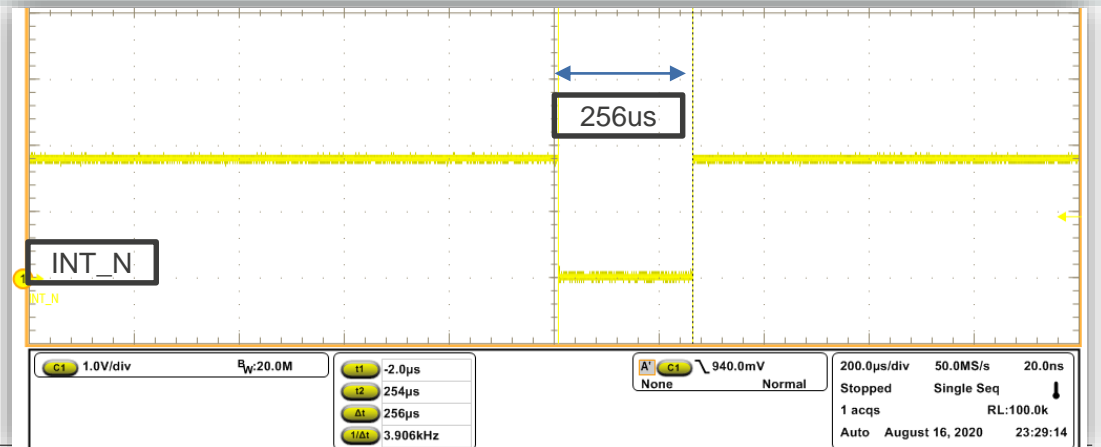 256us
INT_N
1
INT_N
C1 1.0V/div BW:20.0M
t1 -2.0µs
t2 254µs
Δt 256µs
1/Δt 3.906kHz
A' C1 940.0mV
None Normal
200.0µs/div 50.0MS/s 20.0ns
Stopped Single Seq
1 acqs RL:100.0k
Auto August 16, 2020 23:29:14